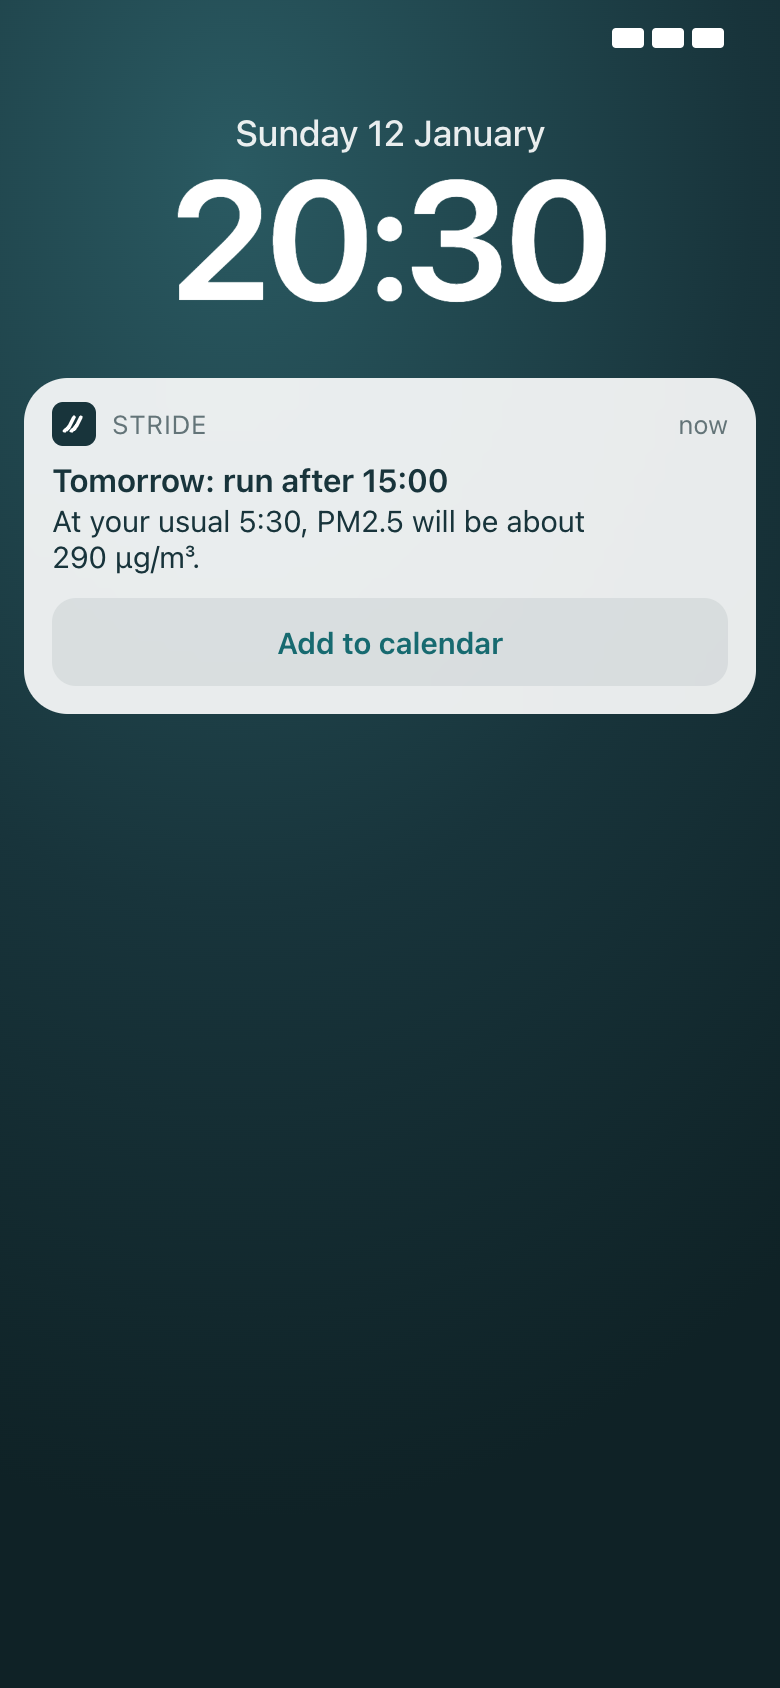 Sunday 12 January
20:30
STRIDE
now
Tomorrow: run after 15:00
At your usual 5:30, PM2.5 will be about
290 µg/m³.
Add to calendar